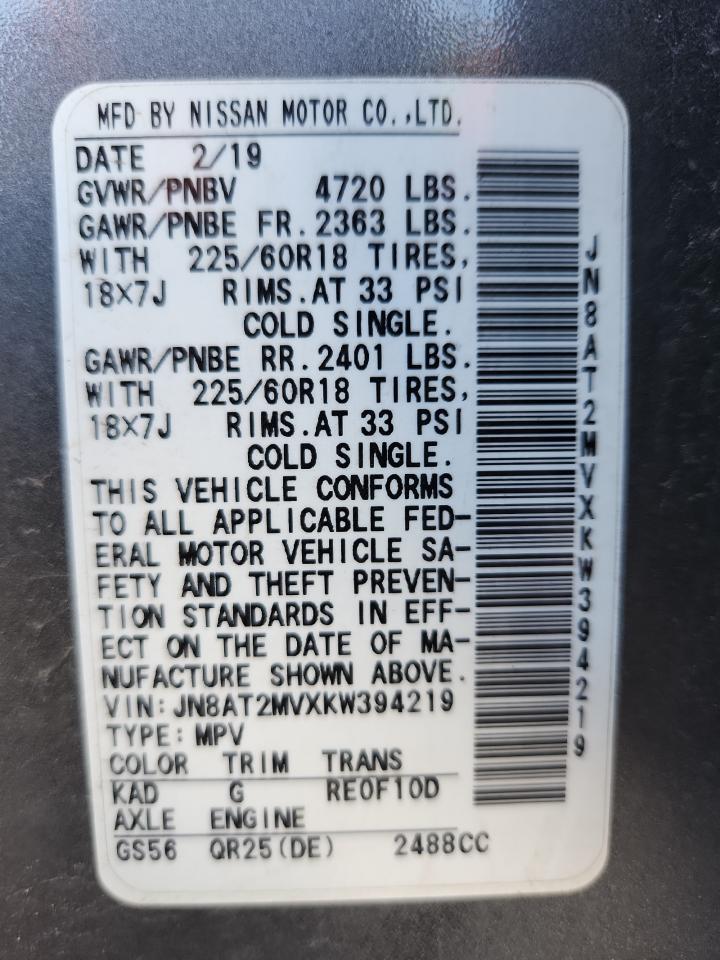 MFD BY NISSAN MOTOR CO.,LTD.
DATE 2/19
GVWR/PNBV 4720 LBS.
GAWR/PNBE FR.2363 LBS.
WITH 225/60R18 TIRES,
18X7J RIMS.AT 33 PSI
COLD SINGLE.
GAWR/PNBE RR.2401 LBS.
WITH 225/60R18 TIRES,
18X7J RIMS.AT 33 PSI
COLD SINGLE.
THIS VEHICLE CONFORMS
TO ALL APPLICABLE FED-
ERAL MOTOR VEHICLE SA-
FETY AND THEFT PREVEN-
TION STANDARDS IN EFF-
ECT ON THE DATE OF MA-
NUFACTURE SHOWN ABOVE.
VIN:JN8AT2MVXKW394219
TYPE:MPV
COLOR TRIM TRANS
KAD G RE0F10D
AXLE ENGINE
GS56 QR25(DE) 2488CC
JN8AT2MVXKW394219